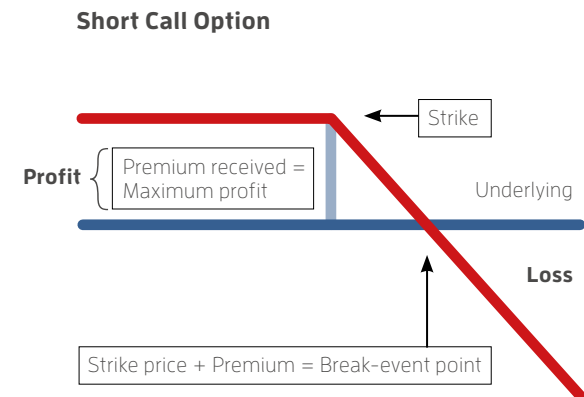 Short Call Option
Strike
Profit
Premium received =
Maximum profit
Underlying
Loss
Strike price + Premium = Break-event point